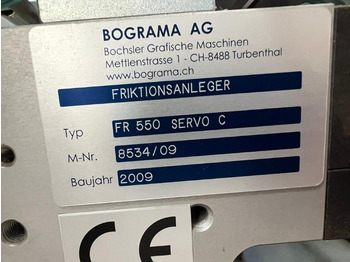 BOGRAMA AG
Bochsler Grafische Maschinen
Mettlenstrasse 1 - CH-8488 Turbenthal
www.bograma.ch
FRIKTIONSANLEGER
Typ FR 550 SERVO C
M-Nr. 8534/09
Baujahr 2009
CE